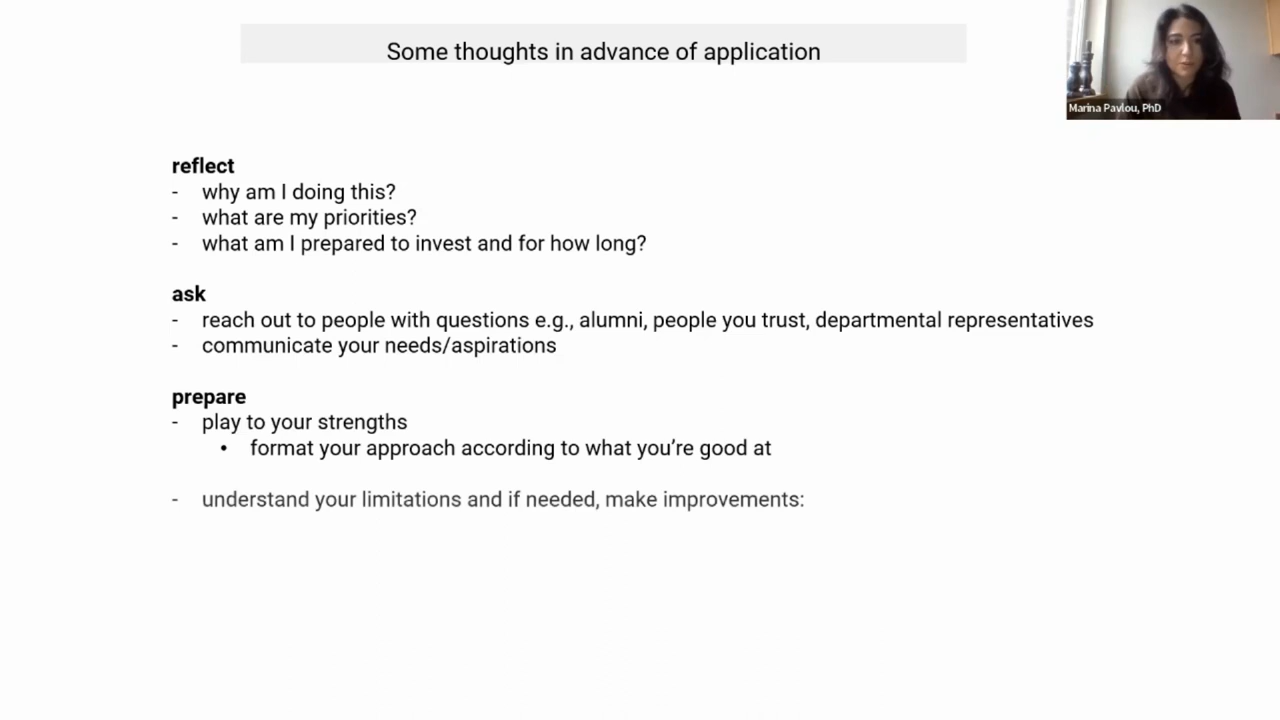 Some thoughts in advance of application
Marina Pavlou, PhD
reflect
- why am I doing this?
- what are my priorities?
- what am I prepared to invest and for how long?
ask
- reach out to people with questions e.g., alumni, people you trust, departmental representatives
- communicate your needs/aspirations
prepare
- play to your strengths
• format your approach according to what you’re good at
- understand your limitations and if needed, make improvements: